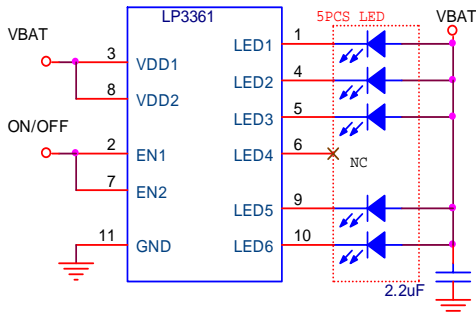 LP3361
5PCS LED
VBAT
VBAT
1
LED1
3
VDD1
4
LED2
8
VDD2
5
LED3
ON/OFF
2
EN1
6
LED4
NC
7
EN2
9
LED5
11
GND
10
LED6
2.2uF